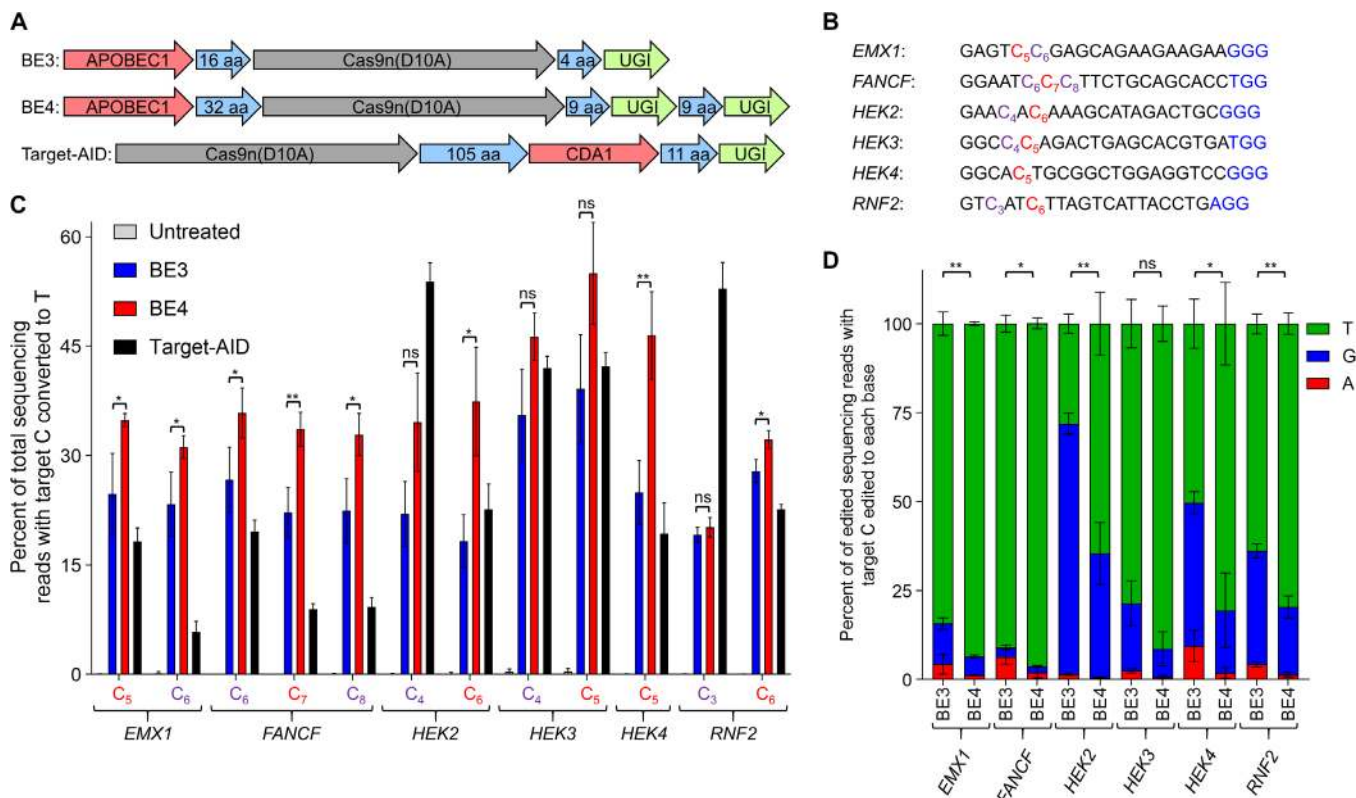 A
BE3: APOBEC1 16 aa Cas9n(D10A) 4 aa UGI
BE4: APOBEC1 32 aa Cas9n(D10A) 9 aa UGI 9 aa UGI
Target-AID: Cas9n(D10A) 105 aa CDA1 11 aa UGI
B
EMX1: GAGTC5C6GAGCAGAAGAAGAAGGG
FANCF: GGAATC6C7C8TTCTGCAGCACCTGG
HEK2: GAAC4AC6AAAGCATAGACTGCGGG
HEK3: GGCC4C5AGACTGAGCACGTGATGG
HEK4: GGCAC5TGCGGCTGGAGGTCCGGG
RNF2: GTC3ATC6TTAGTCATTACCTGAGG
C
Percent of total sequencing
reads with target C converted to T
60
45
30
15
0
Untreated
BE3
BE4
Target-AID
* * * ** * ns * ns ns ** ns *
C5 C6 C6 C7 C8 C4 C6 C4 C5 C5 C3 C6
EMX1 FANCF HEK2 HEK3 HEK4 RNF2
D
Percent of edited sequencing reads with
target C edited to each base
100
75
50
25
0
** * ** ns * **
T
G
A
BE3 BE4 BE3 BE4 BE3 BE4 BE3 BE4 BE3 BE4 BE3 BE4
EMX1 FANCF HEK2 HEK3 HEK4 RNF2